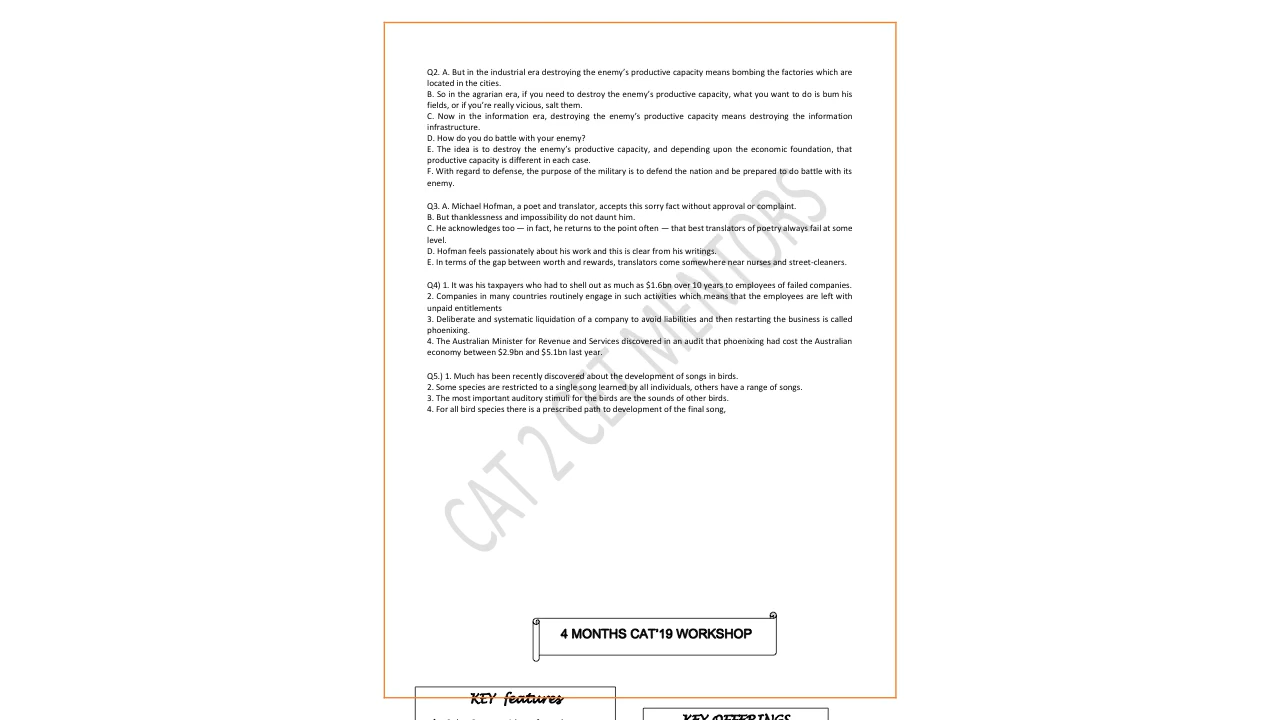 Q2. A. But in the industrial era destroying the enemy's productive capacity means bombing the factories which are
located in the cities.
B. So in the agrarian era, if you need to destroy the enemy's productive capacity, what you want to do is bum his
fields, or if you're really vicious, salt them.
C. Now in the information era, destroying the enemy's productive capacity means destroying the information
infrastructure.
D. How do you do battle with your enemy?
E. The idea is to destroy the enemy's productive capacity, and depending upon the economic foundation, that
productive capacity is different in each case.
F. With regard to defense, the purpose of the military is to defend the nation and be prepared to do battle with its
enemy.
Q3. A. Michael Hofman, a poet and translator, accepts this sorry fact without approval or complaint.
B. But thanklessness and impossibility do not daunt him.
C. He acknowledges too — in fact, he returns to the point often — that best translators of poetry always fail at some
level.
D. Hofman feels passionately about his work and this is clear from his writings.
E. In terms of the gap between worth and rewards, translators come somewhere near nurses and street-cleaners.
Q4) 1. It was his taxpayers who had to shell out as much as $1.6bn over 10 years to employees of failed companies.
2. Companies in many countries routinely engage in such activities which means that the employees are left with
unpaid entitlements
3. Deliberate and systematic liquidation of a company to avoid liabilities and then restarting the business is called
phoenixing.
4. The Australian Minister for Revenue and Services discovered in an audit that phoenixing had cost the Australian
economy between $2.9bn and $5.1bn last year.
Q5.) 1. Much has been recently discovered about the development of songs in birds.
2. Some species are restricted to a single song learned by all individuals, others have a range of songs.
3. The most important auditory stimuli for the birds are the sounds of other birds.
4. For all bird species there is a prescribed path to development of the final song,
CAT 2 CET MENTORS
4 MONTHS CAT'19 WORKSHOP
KEY features
KEY OFFERINGS